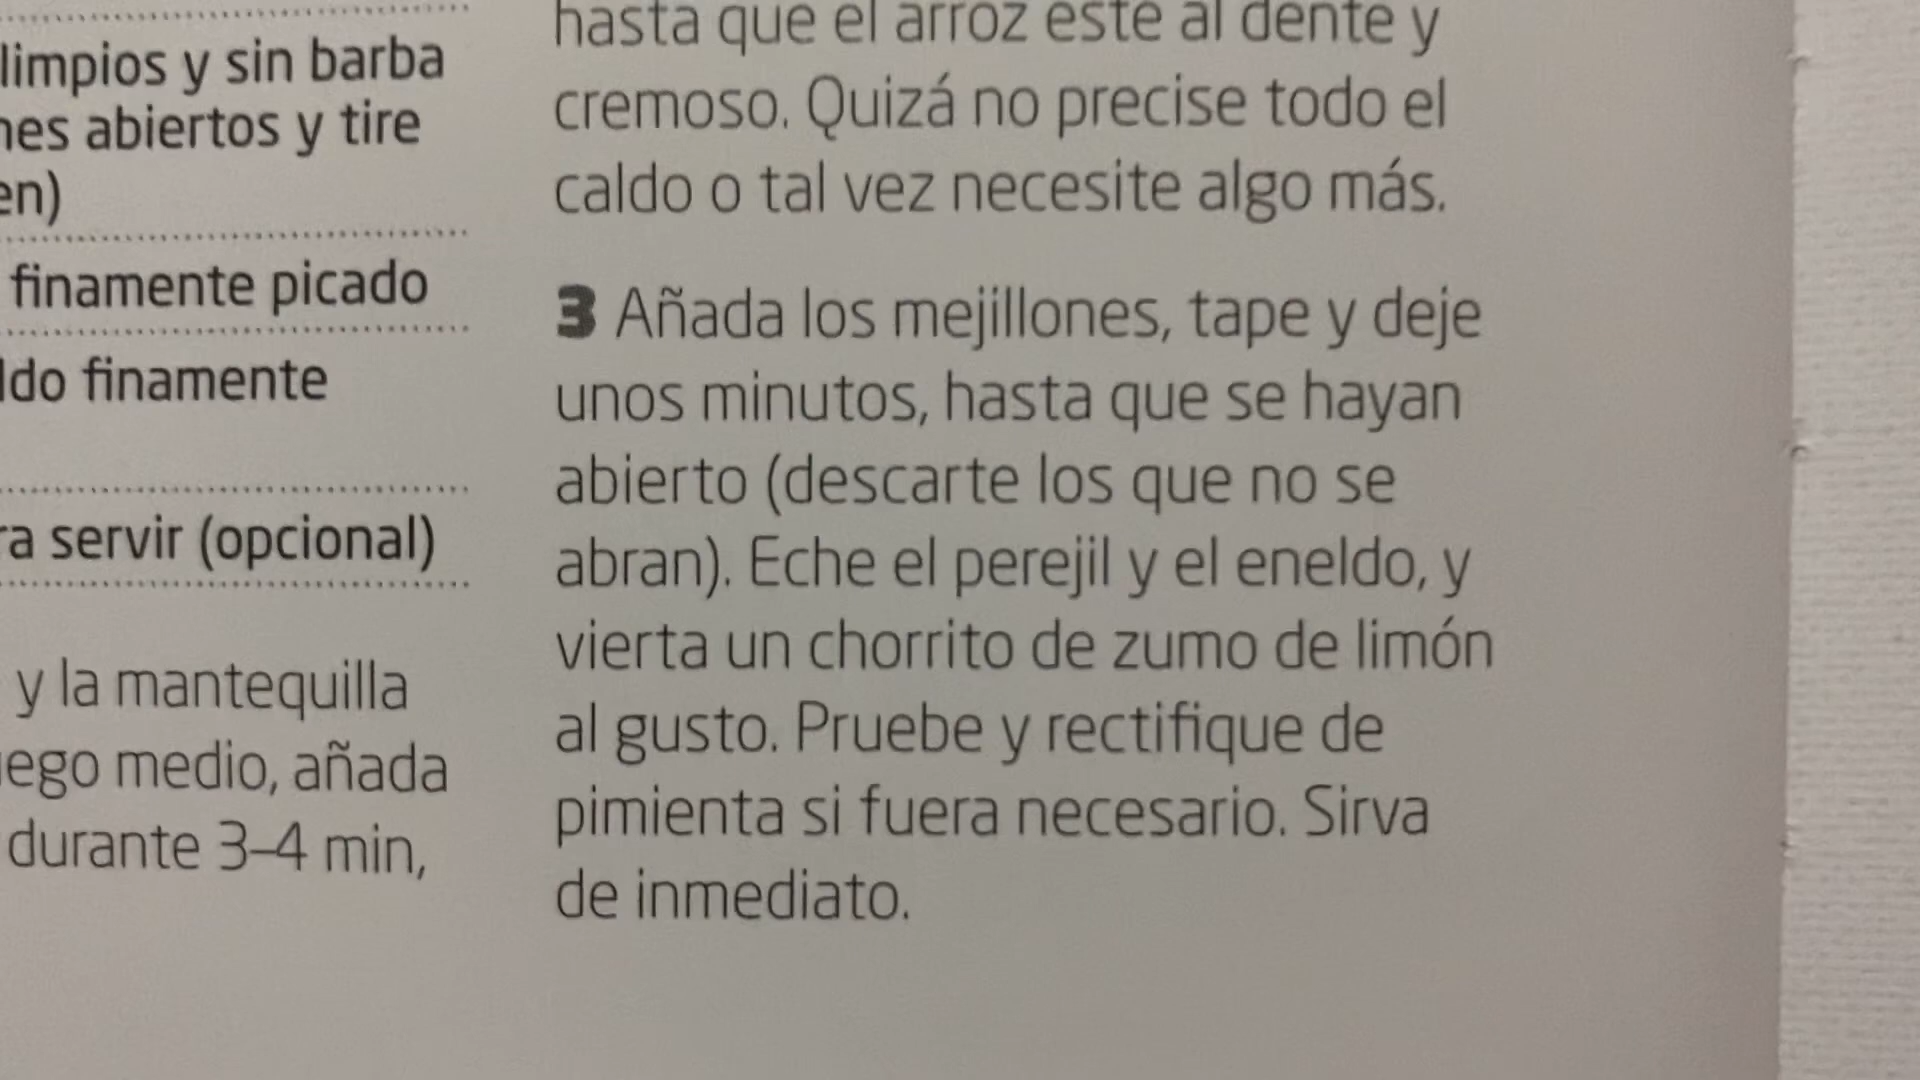 limpios y sin barba
abiertos y tire
finamente picado
finamente
servir (opcional)
y la mantequilla
medio, añada
durante 3–4 min,
hasta que el arroz esté al dente y
cremoso. Quizá no precise todo el
caldo o tal vez necesite algo más.
3 Añada los mejillones, tape y deje
unos minutos, hasta que se hayan
abierto (descarte los que no se
abran). Eche el perejil y el eneldo, y
vierta un chorrito de zumo de limón
al gusto. Pruebe y rectifique de
pimienta si fuera necesario. Sirva
de inmediato.